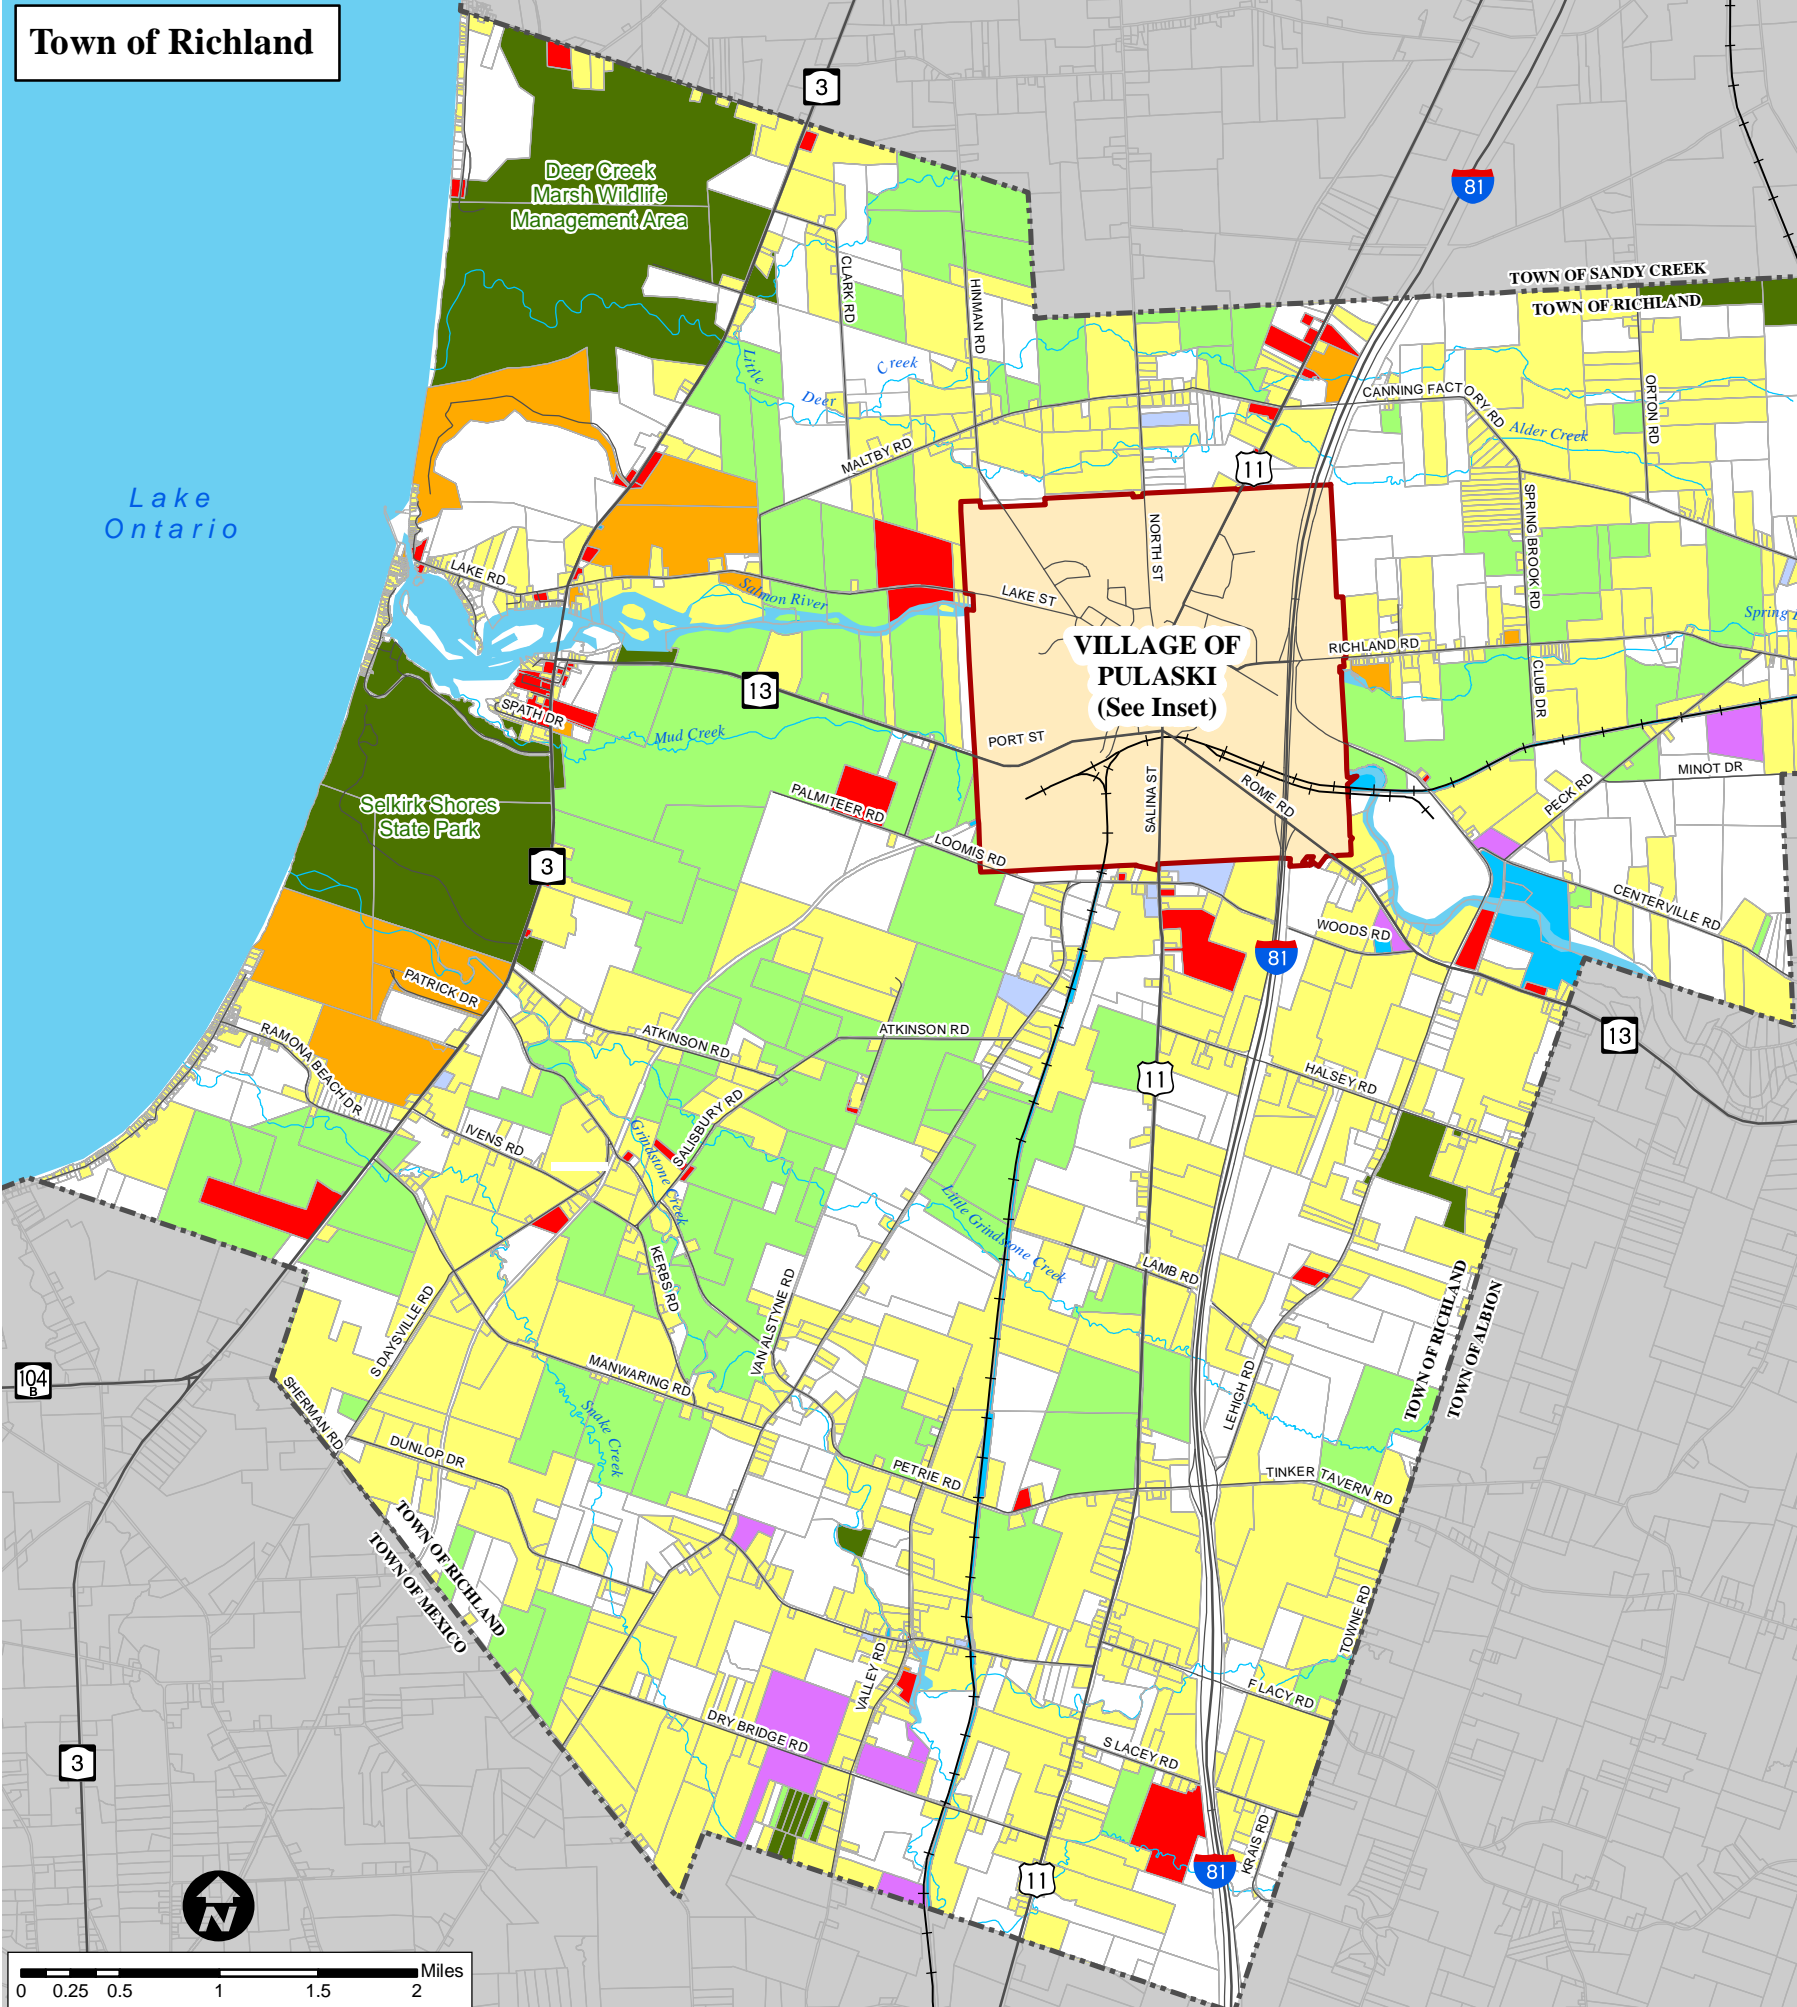 Town of Richland
3
Deer Creek
Marsh Wildlife
Management Area
81
TOWN OF SANDY CREEK
TOWN OF RICHLAND
CLARK RD
HINMAN RD
Little
Deer
Creek
CANNING FACTORY RD
ORTON RD
Alder Creek
MALTBY RD
11
Lake
Ontario
NORTH ST
SPRING BROOK RD
LAKE RD
Salmon River
LAKE ST
Spring
VILLAGE OF
PULASKI
(See Inset)
RICHLAND RD
CLUB DR
13
SPATH DR
Mud Creek
PORT ST
MINOT DR
PECK RD
ROME RD
SALINA ST
PALMITEER RD
LOOMIS RD
Selkirk Shores
State Park
3
CENTERVILLE RD
WOODS RD
81
PATRICK DR
13
RAMONA BEACH DR
ATKINSON RD
ATKINSON RD
11
HALSEY RD
SALISBURY RD
IVENS RD
Grindstone Creek
Little Grindstone Creek
KERBS RD
VAN ALSTYNE RD
LAMB RD
TOWN OF RICHLAND
TOWN OF ALBION
S DAYSVILLE RD
104
B
MANWARING RD
LEHIGH RD
SHERMAN RD
Snake Creek
DUNLOP DR
PETRIE RD
TINKER TAVERN RD
TOWN OF RICHLAND
TOWN OF MEXICO
TOWNE RD
VALLEY RD
F LACY RD
DRY BRIDGE RD
S LACEY RD
3
KRAIS RD
81
11
N
Miles
0 0.25 0.5 1 1.5 2